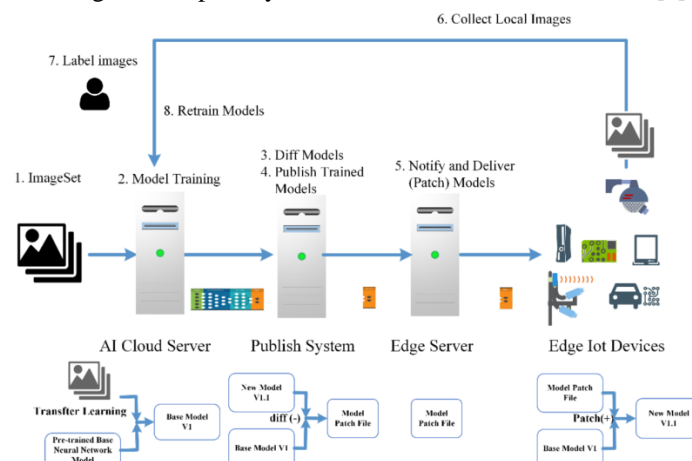 6. Collect Local Images
7. Label images
8. Retrain Models
1. ImageSet
2. Model Training
3. Diff Models
4. Publish Trained
Models
5. Notify and Deliver
(Patch) Models
AI Cloud Server
Publish System
Edge Server
Edge Iot Devices
Transfter Learning
Base Model
V1
Pre-trained Base
Neural Network
Model
New Model
V1.1
diff (-)
Base Model V1
Model
Patch File
Model
Patch File
Model Patch
File
Patch(+)
Base Model V1
New Model
V1.1